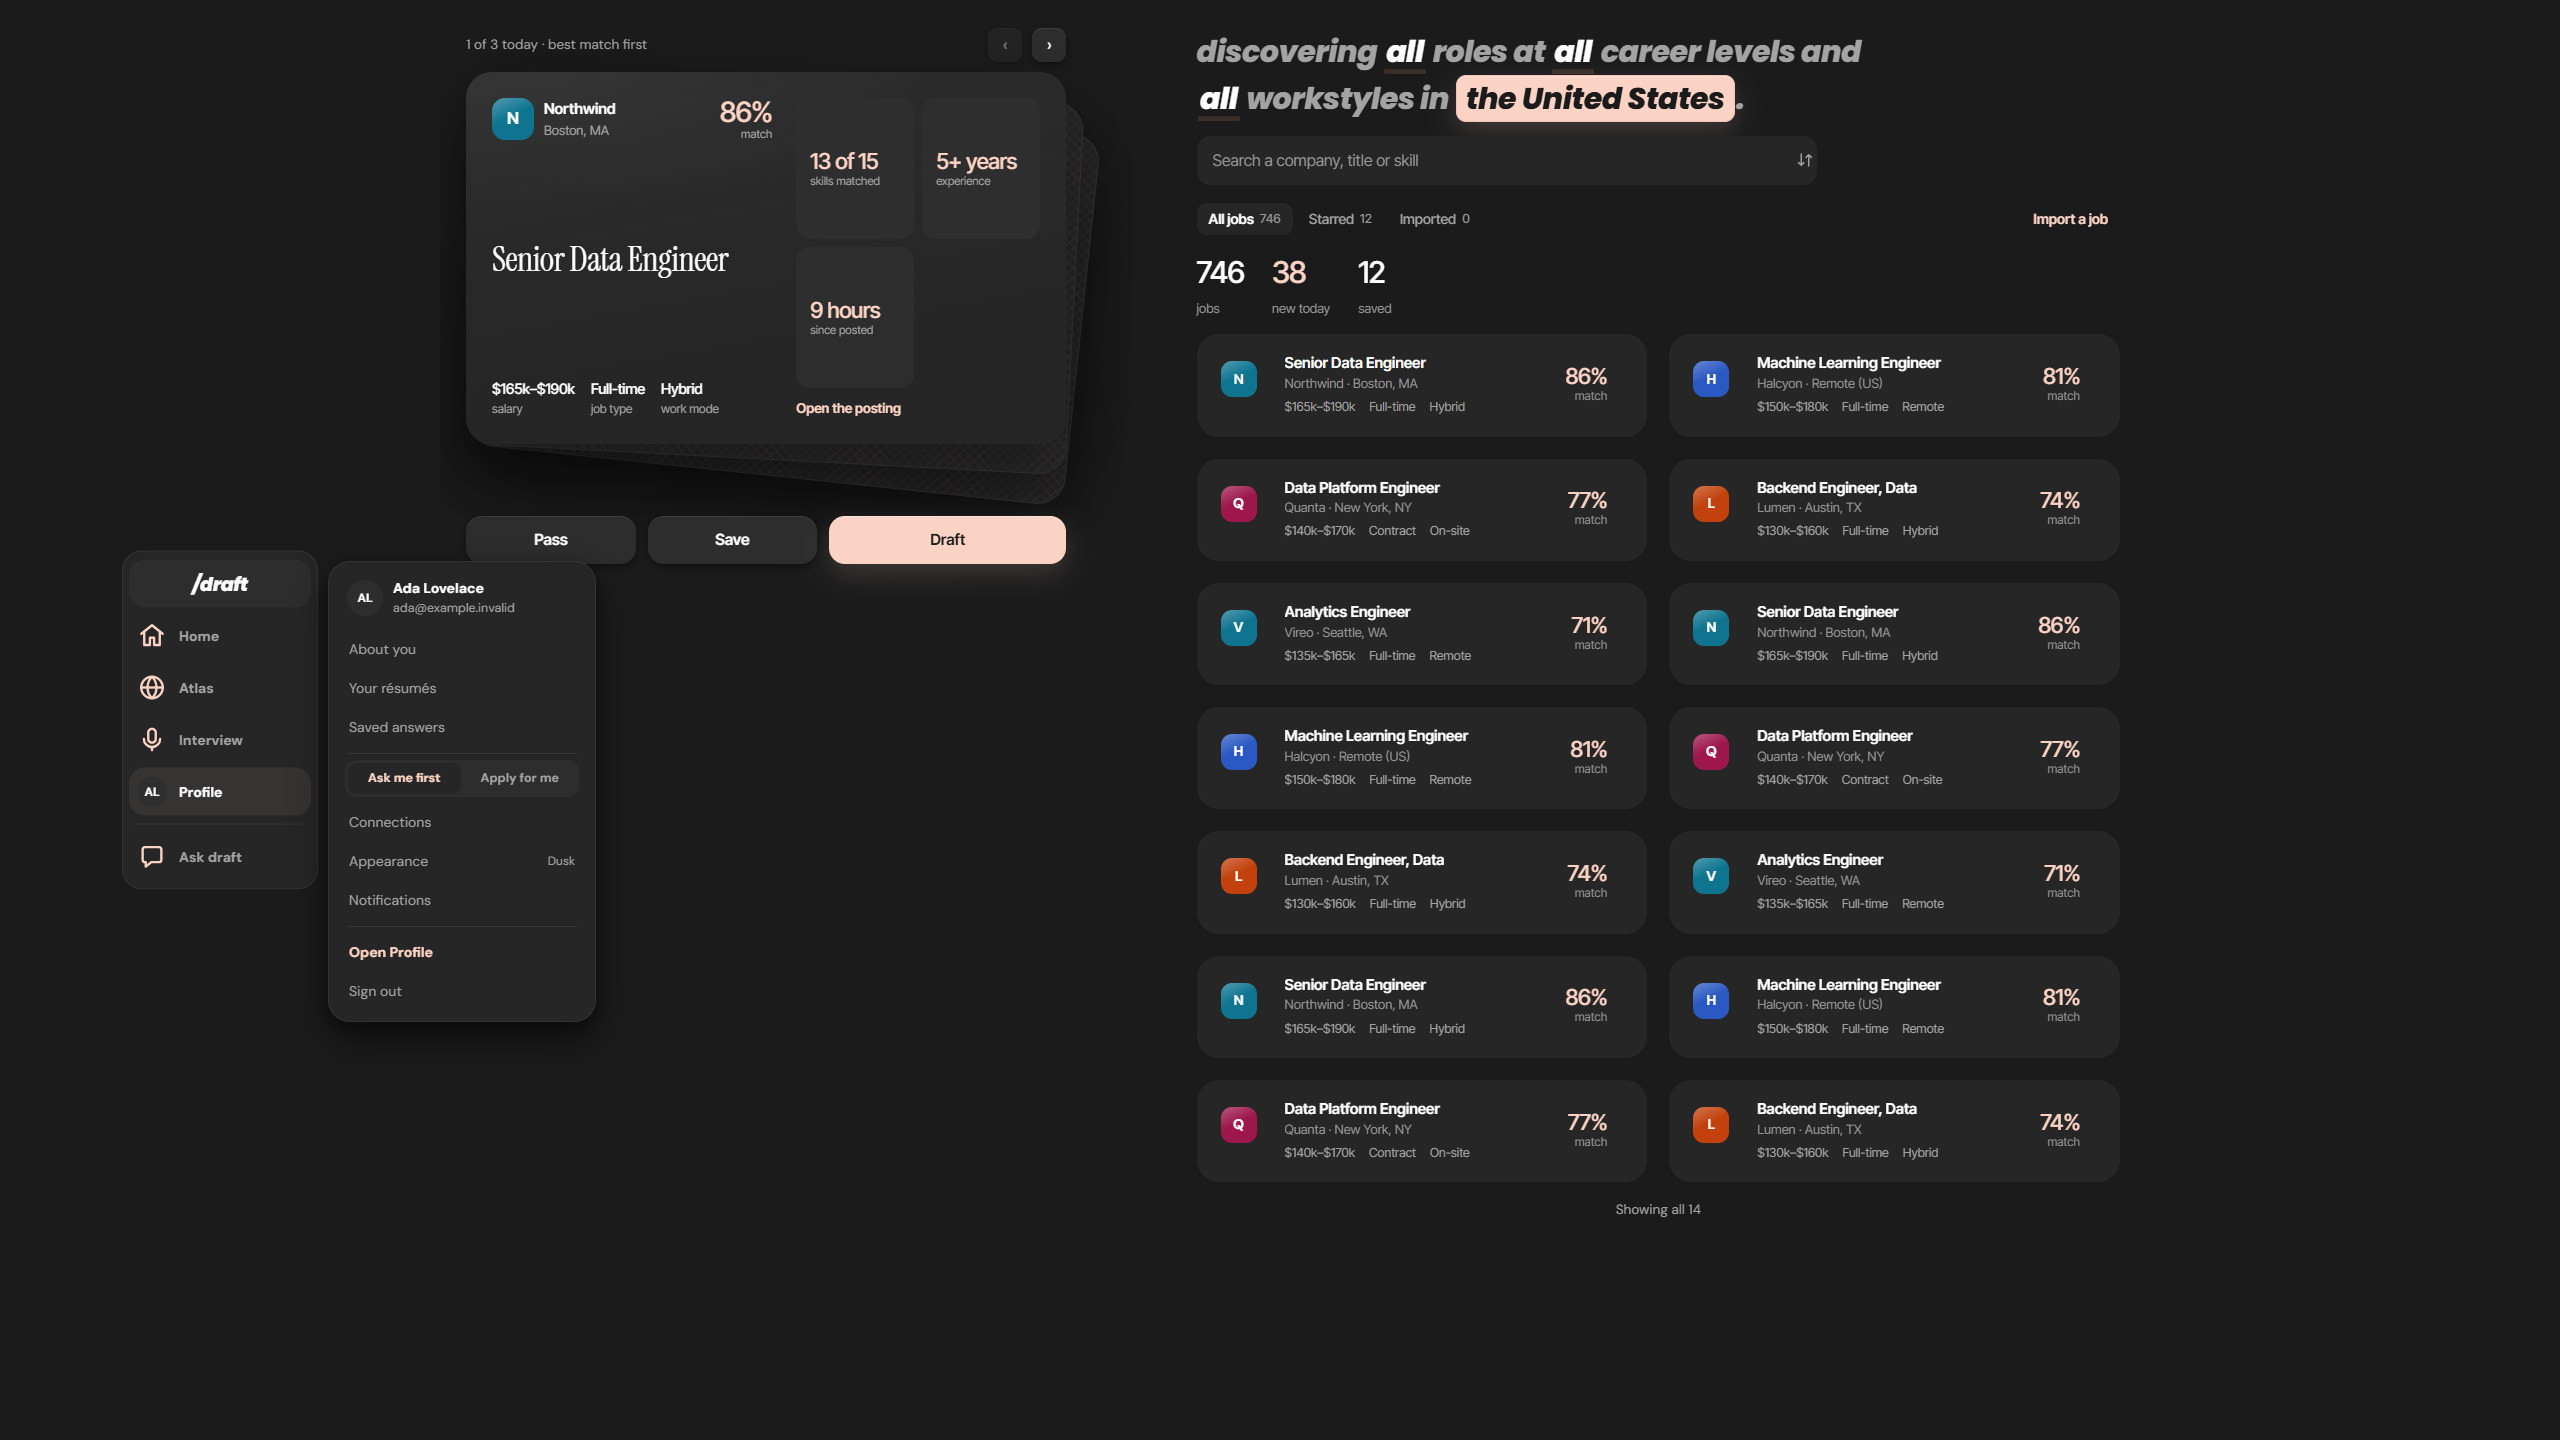 1 of 3 today · best match first
‹ ›
N Northwind
Boston, MA
86%
match
13 of 15
skills matched
5+ years
experience
Senior Data Engineer
9 hours
since posted
$165k–$190k Full-time Hybrid
salary job type work mode
Open the posting
Pass Save Draft
/draft
Home
Atlas
Interview
AL Profile
Ask draft
AL Ada Lovelace
ada@example.invalid
About you
Your résumés
Saved answers
Ask me first Apply for me
Connections
Appearance Dusk
Notifications
Open Profile
Sign out
discovering all roles at all career levels and
all workstyles in the United States .
Search a company, title or skill
All jobs 746 Starred 12 Imported 0 Import a job
746 38 12
jobs new today saved
N Senior Data Engineer
Northwind · Boston, MA
$165k–$190k Full-time Hybrid
86%
match
H Machine Learning Engineer
Halcyon · Remote (US)
$150k–$180k Full-time Remote
81%
match
Q Data Platform Engineer
Quanta · New York, NY
$140k–$170k Contract On-site
77%
match
L Backend Engineer, Data
Lumen · Austin, TX
$130k–$160k Full-time Hybrid
74%
match
V Analytics Engineer
Vireo · Seattle, WA
$135k–$165k Full-time Remote
71%
match
N Senior Data Engineer
Northwind · Boston, MA
$165k–$190k Full-time Hybrid
86%
match
H Machine Learning Engineer
Halcyon · Remote (US)
$150k–$180k Full-time Remote
81%
match
Q Data Platform Engineer
Quanta · New York, NY
$140k–$170k Contract On-site
77%
match
L Backend Engineer, Data
Lumen · Austin, TX
$130k–$160k Full-time Hybrid
74%
match
V Analytics Engineer
Vireo · Seattle, WA
$135k–$165k Full-time Remote
71%
match
N Senior Data Engineer
Northwind · Boston, MA
$165k–$190k Full-time Hybrid
86%
match
H Machine Learning Engineer
Halcyon · Remote (US)
$150k–$180k Full-time Remote
81%
match
Q Data Platform Engineer
Quanta · New York, NY
$140k–$170k Contract On-site
77%
match
L Backend Engineer, Data
Lumen · Austin, TX
$130k–$160k Full-time Hybrid
74%
match
Showing all 14